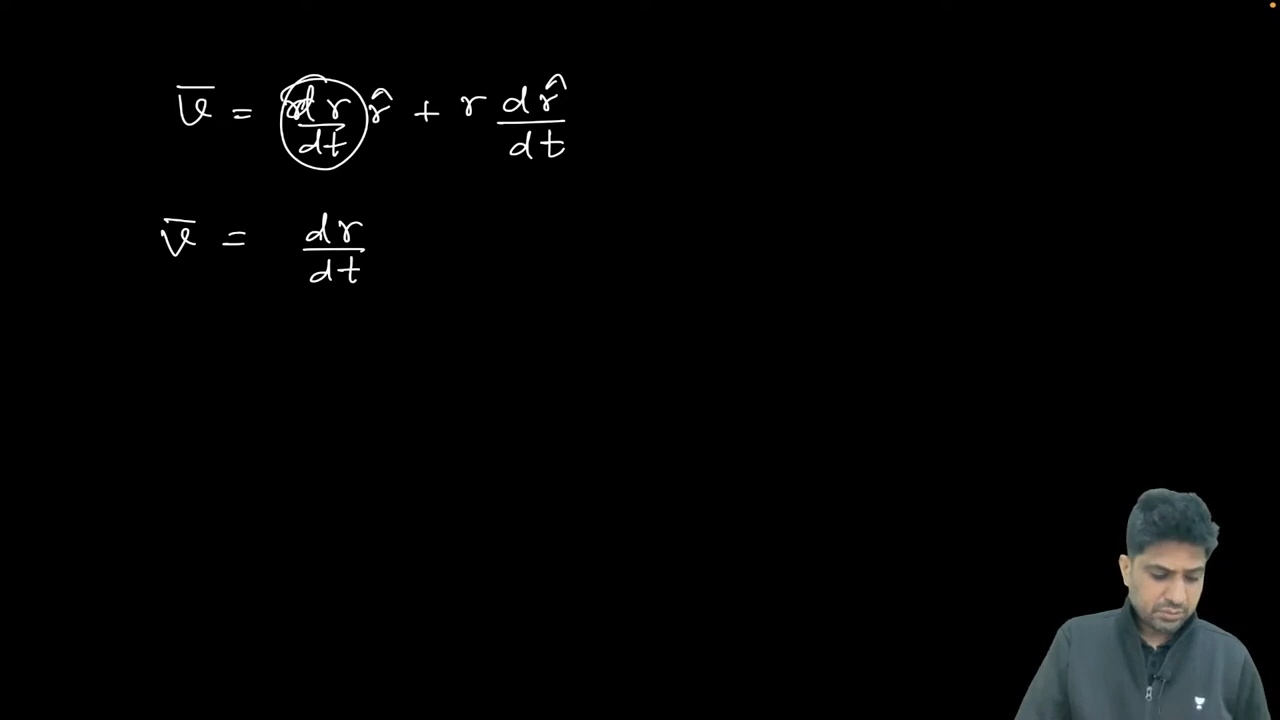 v̅ = dr/dt r̂ + r dr̂/dt
v̅ = dr/dt